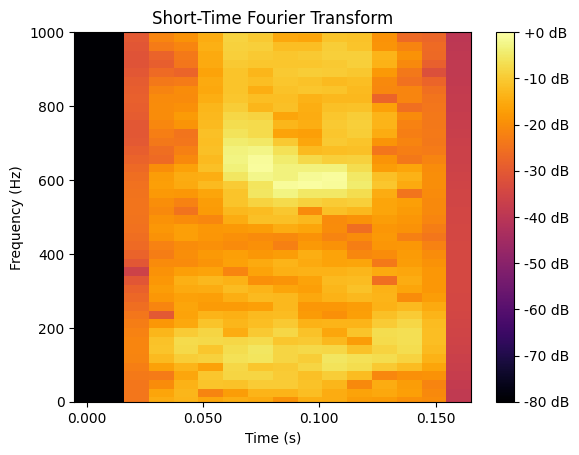 Short-Time Fourier Transform
1000
800
600
400
200
0
Frequency (Hz)
0.000
0.050
0.100
0.150
Time (s)
+0 dB
-10 dB
-20 dB
-30 dB
-40 dB
-50 dB
-60 dB
-70 dB
-80 dB